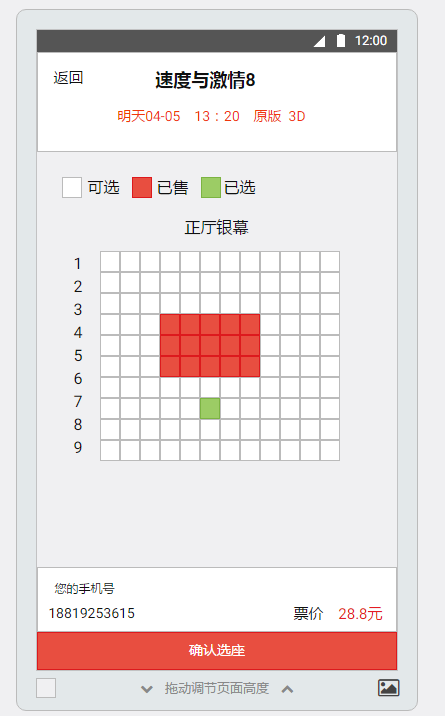 12:00
返回 速度与激情8
明天04-05 13：20 原版 3D
可选 已售 已选
正厅银幕
1
2
3
4
5
6
7
8
9
您的手机号
18819253615 票价 28.8元
确认选座
拖动调节页面高度